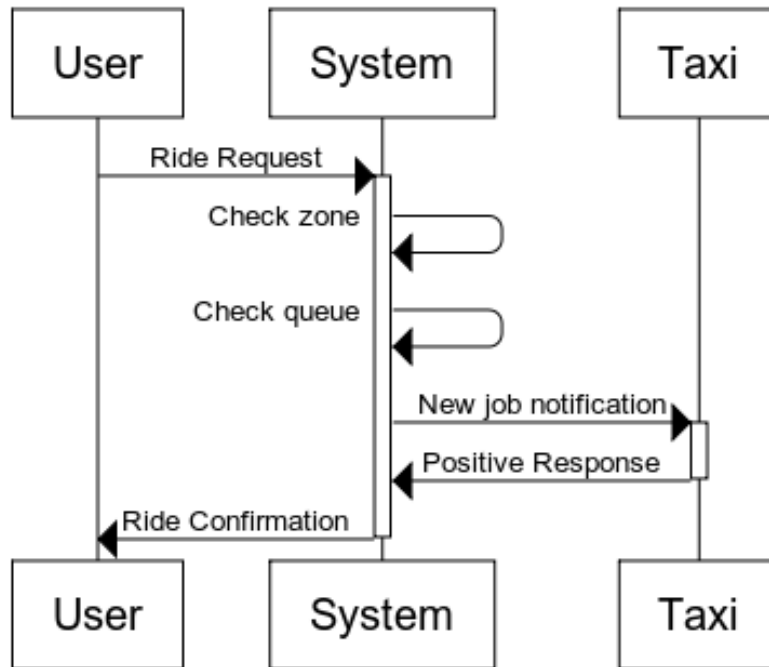 User
System
Taxi
Ride Request
Check zone
Check queue
New job notification
Positive Response
Ride Confirmation
User
System
Taxi